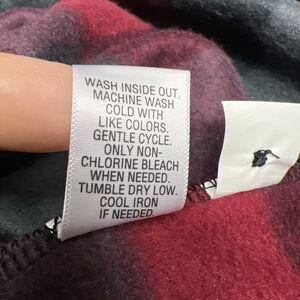 WASH INSIDE OUT.
MACHINE WASH
COLD WITH
LIKE COLORS.
GENTLE CYCLE.
ONLY NON-
CHLORINE BLEACH
WHEN NEEDED.
TUMBLE DRY LOW.
COOL IRON
IF NEEDED.